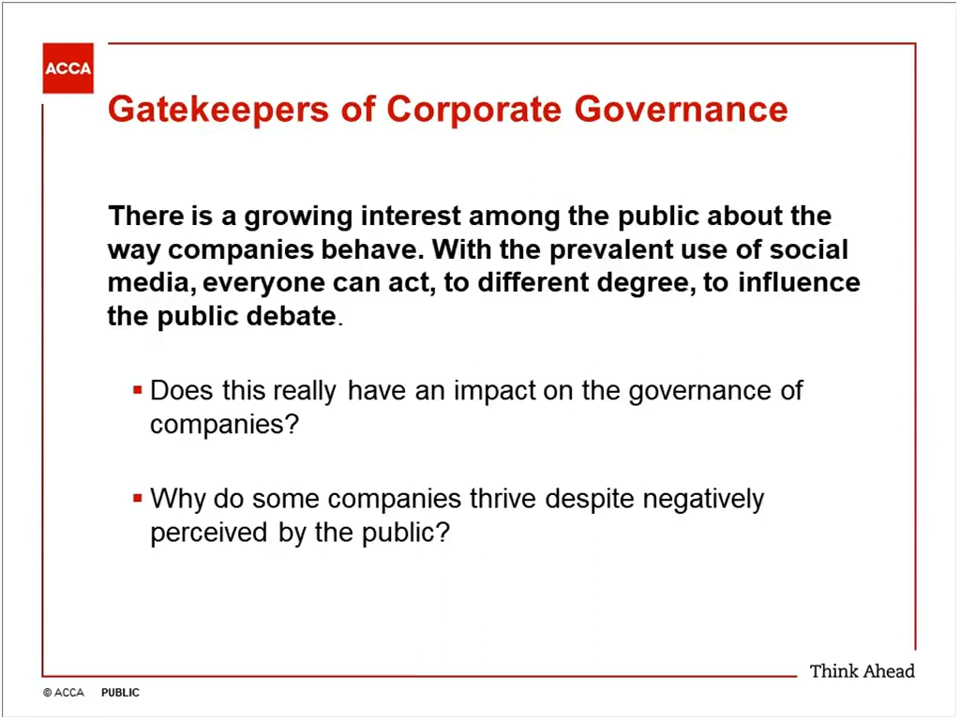 ACCA
Gatekeepers of Corporate Governance
There is a growing interest among the public about the
way companies behave. With the prevalent use of social
media, everyone can act, to different degree, to influence
the public debate.
▪ Does this really have an impact on the governance of
companies?
▪ Why do some companies thrive despite negatively
perceived by the public?
Think Ahead
© ACCA PUBLIC